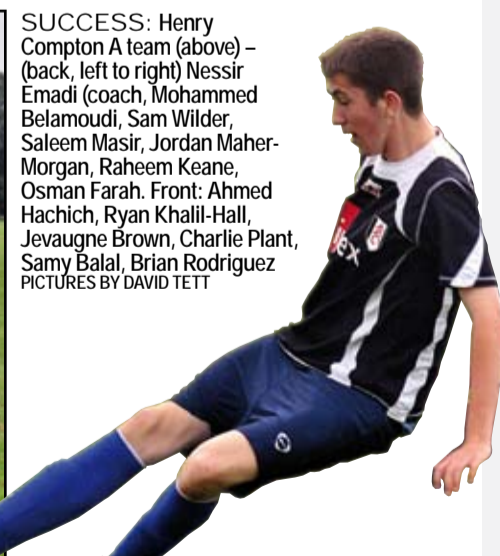 SUCCESS: Henry
Compton A team (above) –
(back, left to right) Nessir
Emadi (coach, Mohammed
Belamoudi, Sam Wilder,
Saleem Masir, Jordan Maher-
Morgan, Raheem Keane,
Osman Farah. Front: Ahmed
Hachich, Ryan Khalil-Hall,
Jevaugne Brown, Charlie Plant,
Samy Balal, Brian Rodriguez
PICTURES BY DAVID TETT